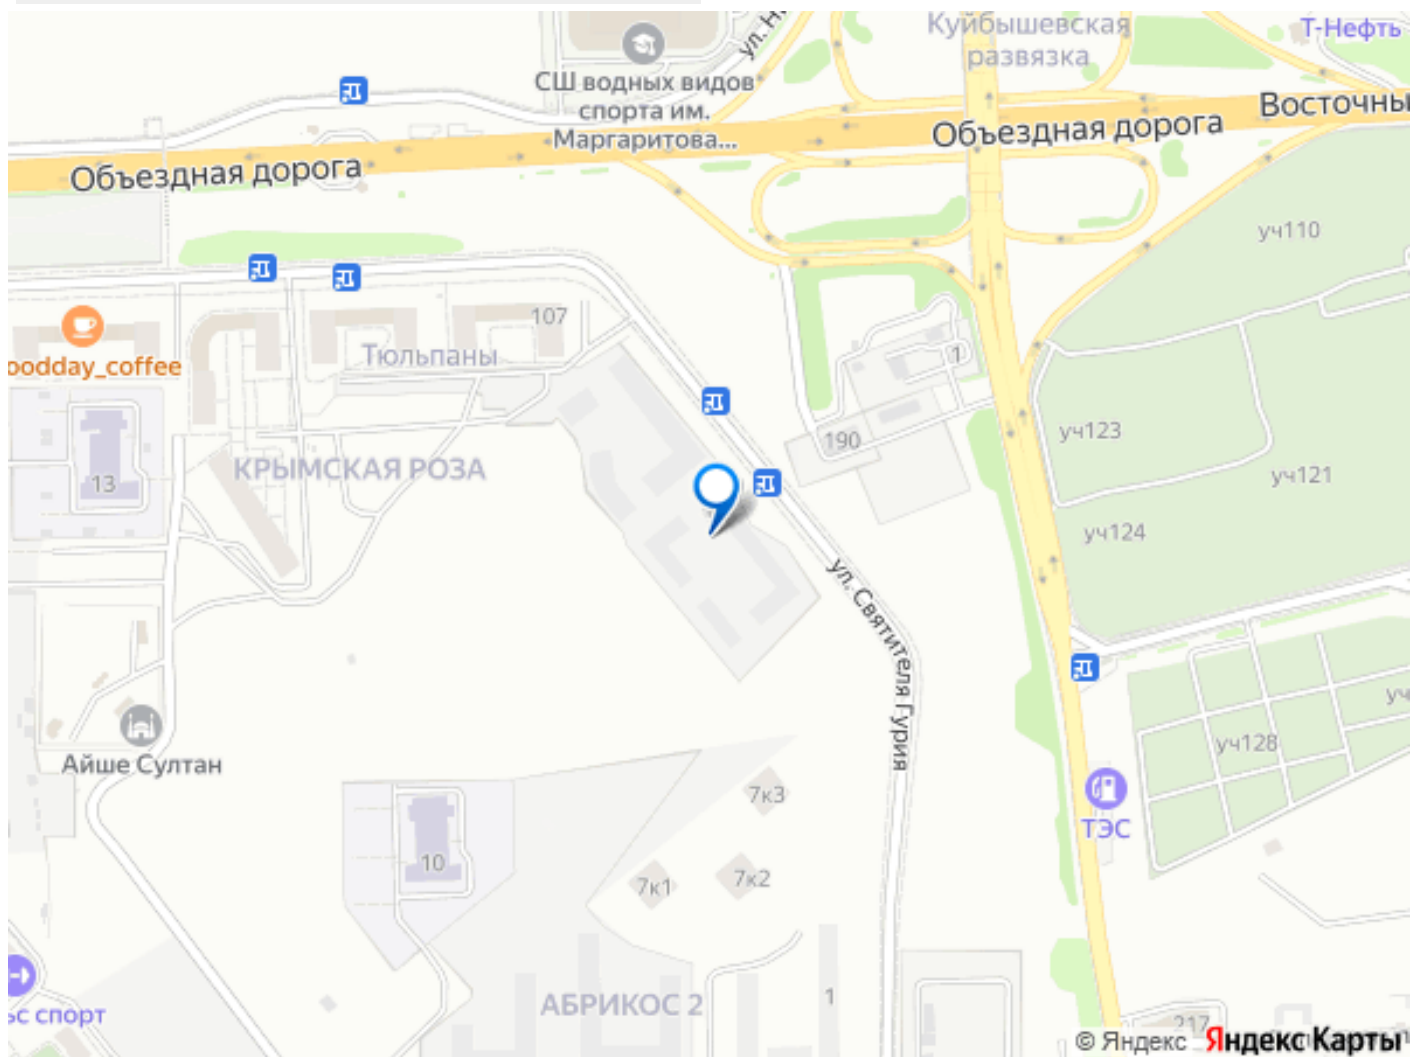 ул. Н
Куйбышевская
развязка
Т-Нефть
СШ водных видов
спорта им.
Маргаритова...
Объездная дорога
Восточны
Объездная дорога
уч110
107
Тюльпаны
oodday_coffee
1
190
уч123
КРЫМСКАЯ РОЗА
13
уч121
уч124
ул. Святителя Гурия
Айше Султан
уч
уч128
7к3
ТЭС
10
7к1
7к2
АБРИКОС 2
1
ьс спорт
217
© Яндекс Яндекс Карты